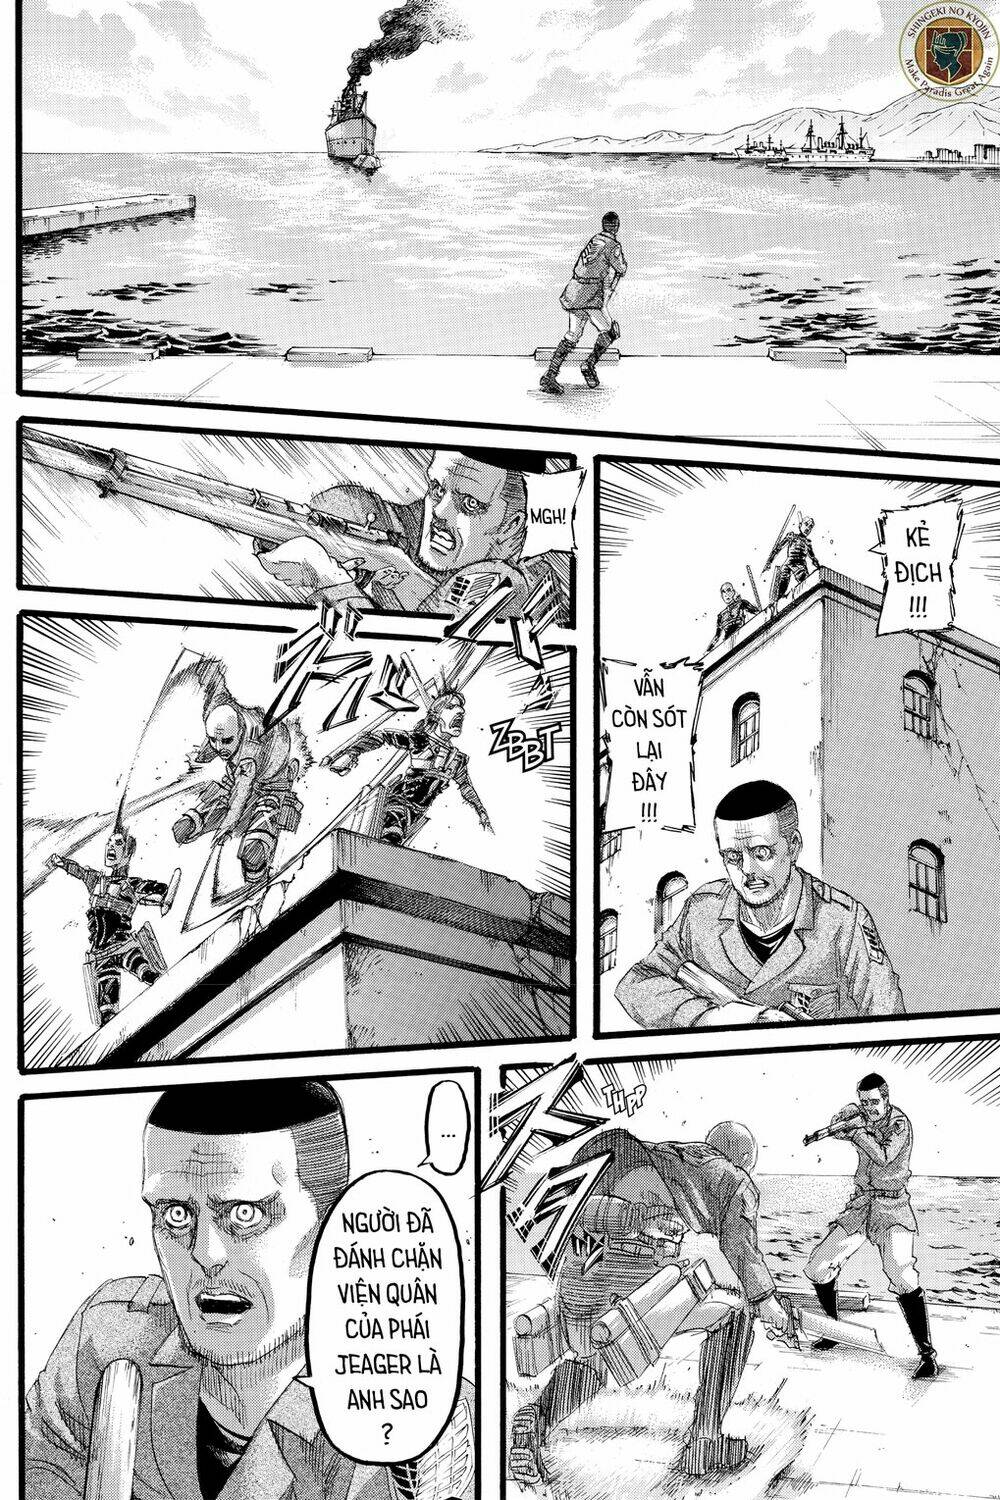 SHINGEKI NO KYOJIN
Make Paradis Great Again
MGH!
KẺ
ĐỊCH
!!!
VẪN
CÒN SÓT
LẠI
ĐÂY
!!!
ZBBT
THPP
...
NGƯỜI ĐÃ
ĐÁNH CHẶN
VIỆN QUÂN
CỦA PHÁI
JEAGER LÀ
ANH SAO
?